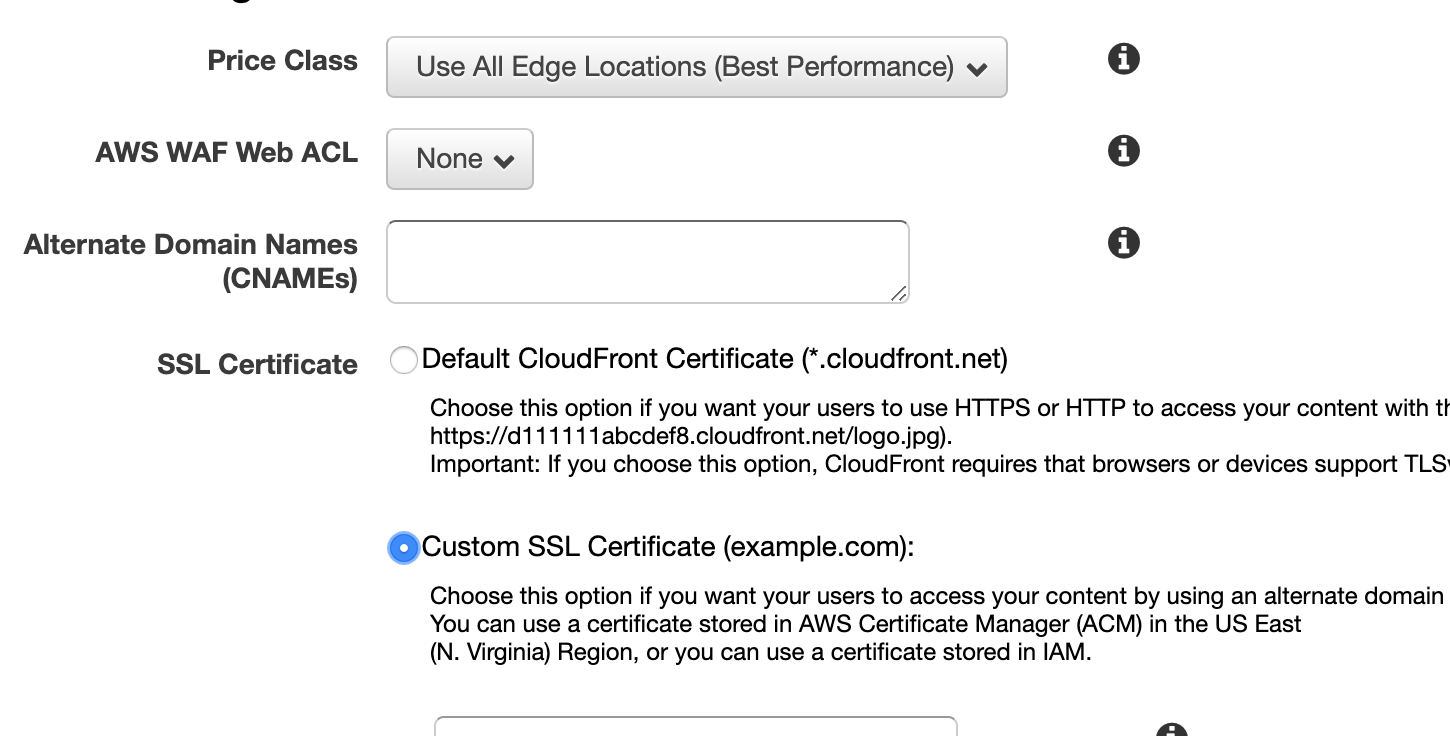 Price Class
Use All Edge Locations (Best Performance)
AWS WAF Web ACL
None
Alternate Domain Names
(CNAMEs)
SSL Certificate
Default CloudFront Certificate (*.cloudfront.net)
Choose this option if you want your users to use HTTPS or HTTP to access your content with
https://d111111abcdef8.cloudfront.net/logo.jpg).
Important: If you choose this option, CloudFront requires that browsers or devices support
Custom SSL Certificate (example.com):
Choose this option if you want your users to access your content by using an alternate domain
You can use a certificate stored in AWS Certificate Manager (ACM) in the US East
(N. Virginia) Region, or you can use a certificate stored in IAM.